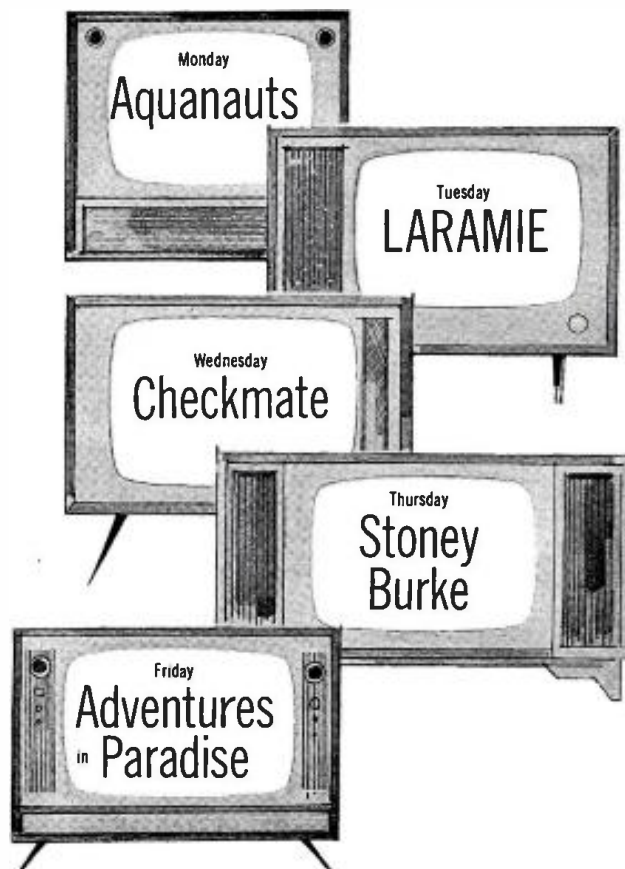 Monday
Aquanauts
Tuesday
LARAMIE
Wednesday
Checkmate
Thursday
Stoney
Burke
Friday
Adventures
in Paradise